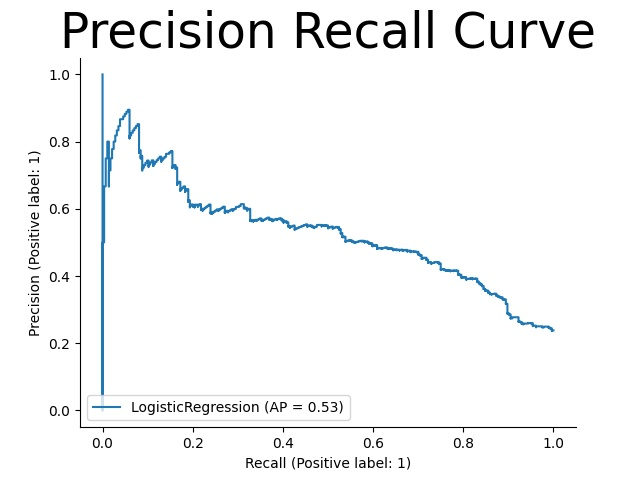 Precision Recall Curve
1.0
0.8
0.6
0.4
0.2
0.0
Precision (Positive label: 1)
LogisticRegression (AP = 0.53)
0.0 0.2 0.4 0.6 0.8 1.0
Recall (Positive label: 1)